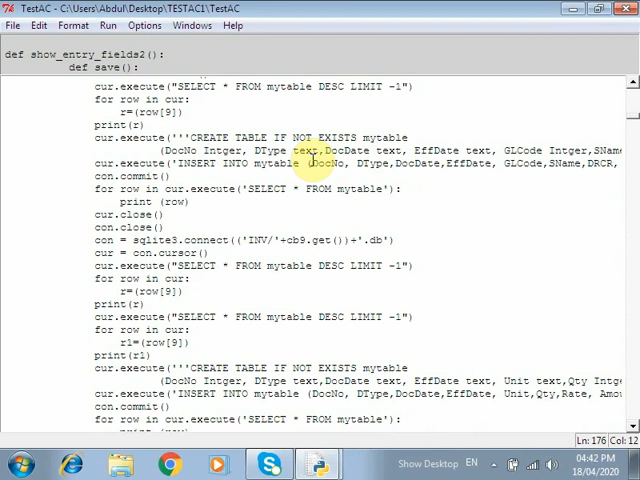 TestAC - C:\Users\Abdul\Desktop\TESTAC1\TestAC
File Edit Format Run Options Windows Help
def show_entry_fields2():
def save():
cur.execute("SELECT * FROM mytable DESC LIMIT -1")
for row in cur:
r=(row[9])
print(r)
cur.execute('''CREATE TABLE IF NOT EXISTS mytable
(DocNo Intger, DType text,DocDate text, EffDate text, GLCode Intger,SName
cur.execute('INSERT INTO mytable (DocNo, DType,DocDate,EffDate, GLCode,SName,DRCR,
con.commit()
for row in cur.execute('SELECT * FROM mytable'):
print (row)
cur.close()
con.close()
con = sqlite3.connect(('INV/'+cb9.get())+'.db')
cur = con.cursor()
cur.execute("SELECT * FROM mytable DESC LIMIT -1")
for row in cur:
r=(row[9])
print(r)
cur.execute("SELECT * FROM mytable DESC LIMIT -1")
for row in cur:
r1=(row[9])
print(r1)
cur.execute('''CREATE TABLE IF NOT EXISTS mytable
(DocNo Intger, DType text,DocDate text, EffDate text, Unit text,Qty Intge
cur.execute('INSERT INTO mytable (DocNo, DType,DocDate,EffDate, Unit,Qty,Rate, Amou
con.commit()
for row in cur.execute('SELECT * FROM mytable'):
Ln: 176 Col: 12
Show Desktop EN
04:42 PM
18/04/2020